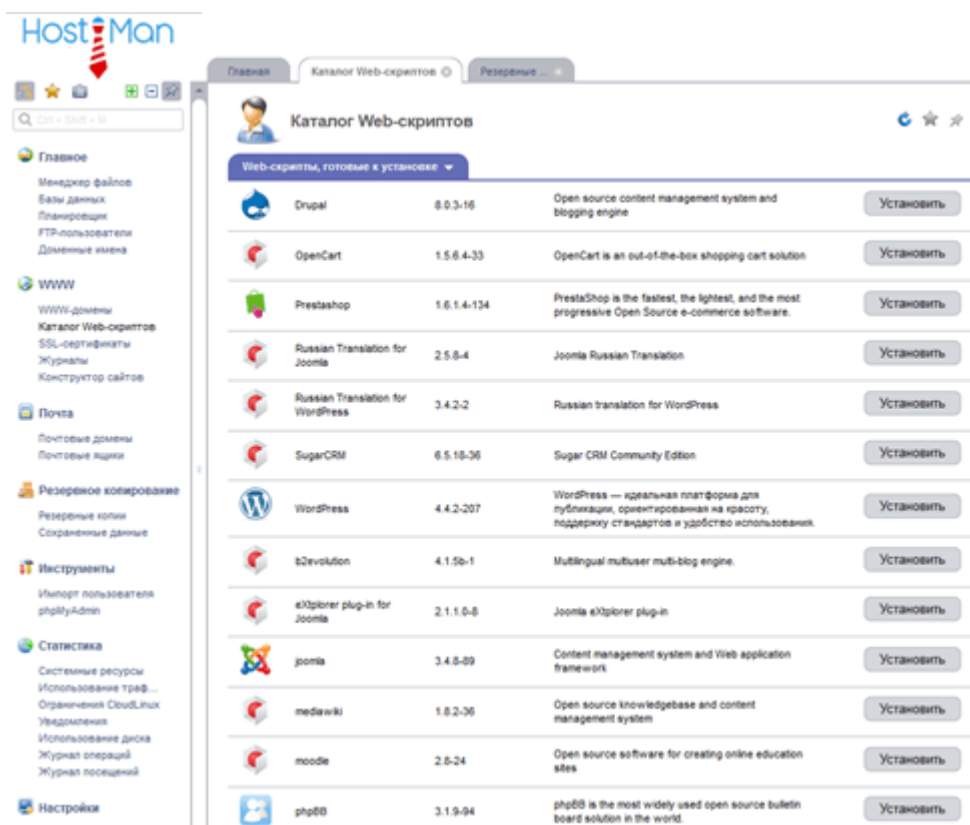 HostiMan
Главная
Каталог Web-скриптов
Резервные ...
Ctrl + Shift + M
Каталог Web-скриптов
Web-скрипты, готовые к установке
Главное
Менеджер файлов
Базы данных
Планировщик
FTP-пользователи
Доменные имена
WWW
WWW-домены
Каталог Web-скриптов
SSL-сертификаты
Журналы
Конструктор сайтов
Почта
Почтовые домены
Почтовые ящики
Резервное копирование
Резервные копии
Сохраненные данные
Инструменты
Импорт пользователя
phpMyAdmin
Статистика
Системные ресурсы
Использование траф...
Ограничения CloudLinux
Уведомления
Использование диска
Журнал операций
Журнал посещений
Настройки
Drupal 8.0.3-16 Open source content management system and
blogging engine
Установить
OpenCart 1.5.6.4-33 OpenCart is an out-of-the-box shopping cart solution
Установить
Prestashop 1.6.1.4-134 PrestaShop is the fastest, the lightest, and the most
progressive Open Source e-commerce software.
Установить
Russian Translation for
Joomla
2.5.8-4 Joomla Russian Translation
Установить
Russian Translation for
WordPress
3.4.2-2 Russian translation for WordPress
Установить
SugarCRM 6.5.18-36 Sugar CRM Community Edition
Установить
WordPress 4.4.2-207 WordPress — идеальная платформа для
публикации, ориентированная на красоту,
поддержку стандартов и удобство использования.
Установить
b2evolution 4.1.5b-1 Multilingual multiuser multi-blog engine.
Установить
eXtplorer plug-in for
Joomla
2.1.1.0-8 Joomla eXtplorer plug-in
Установить
joomla 3.4.8-89 Content management system and Web application
framework
Установить
mediawiki 1.8.2-36 Open source knowledgebase and content
management system
Установить
moodle 2.8-24 Open source software for creating online education
sites
Установить
phpBB 3.1.9-94 phpBB is the most widely used open source bulletin
board solution in the world.
Установить